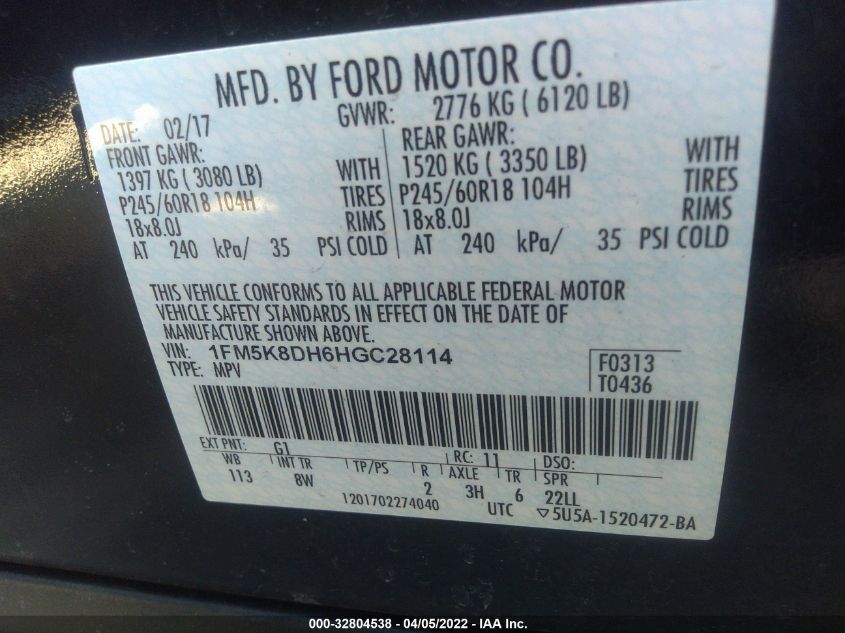 MFD. BY FORD MOTOR CO.
DATE: 02/17 GVWR: 2776 KG ( 6120 LB)
FRONT GAWR: REAR GAWR:
1397 KG ( 3080 LB) WITH 1520 KG ( 3350 LB) WITH
P245/60R18 104H TIRES P245/60R18 104H TIRES
18x8.0J RIMS 18x8.0J RIMS
AT 240 kPa/ 35 PSI COLD AT 240 kPa/ 35 PSI COLD
THIS VEHICLE CONFORMS TO ALL APPLICABLE FEDERAL MOTOR
VEHICLE SAFETY STANDARDS IN EFFECT ON THE DATE OF
MANUFACTURE SHOWN ABOVE.
VIN: 1FM5K8DH6HGC28114 F0313
TYPE: MPV T0436
EXT PNT: G1 RC: 11 DSO:
WB INT TR TP/PS R AXLE TR SPR
113 8W 2 3H 6 22LL
1201702274040 UTC ▽5U5A-1520472-BA
000-32804538 - 04/05/2022 - IAA Inc.